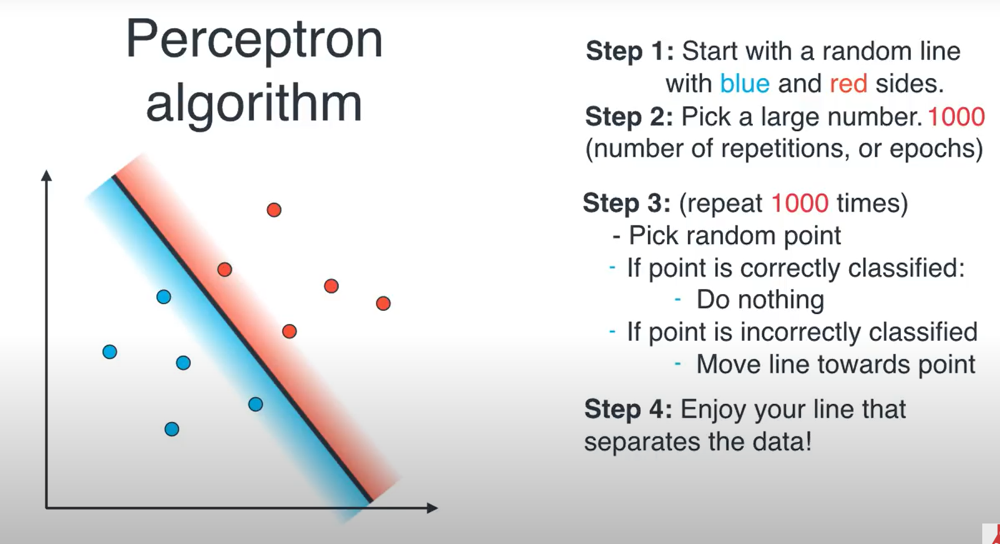 Perceptron
algorithm
Step 1: Start with a random line
with blue and red sides.
Step 2: Pick a large number. 1000
(number of repetitions, or epochs)
Step 3: (repeat 1000 times)
- Pick random point
- If point is correctly classified:
- Do nothing
- If point is incorrectly classified
- Move line towards point
Step 4: Enjoy your line that
separates the data!